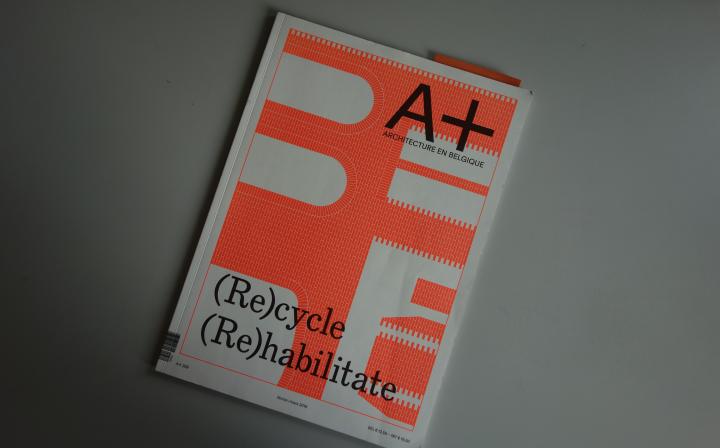 A+
ARCHITECTURE EN BELGIQUE
(Re)cycle
(Re)habilitate